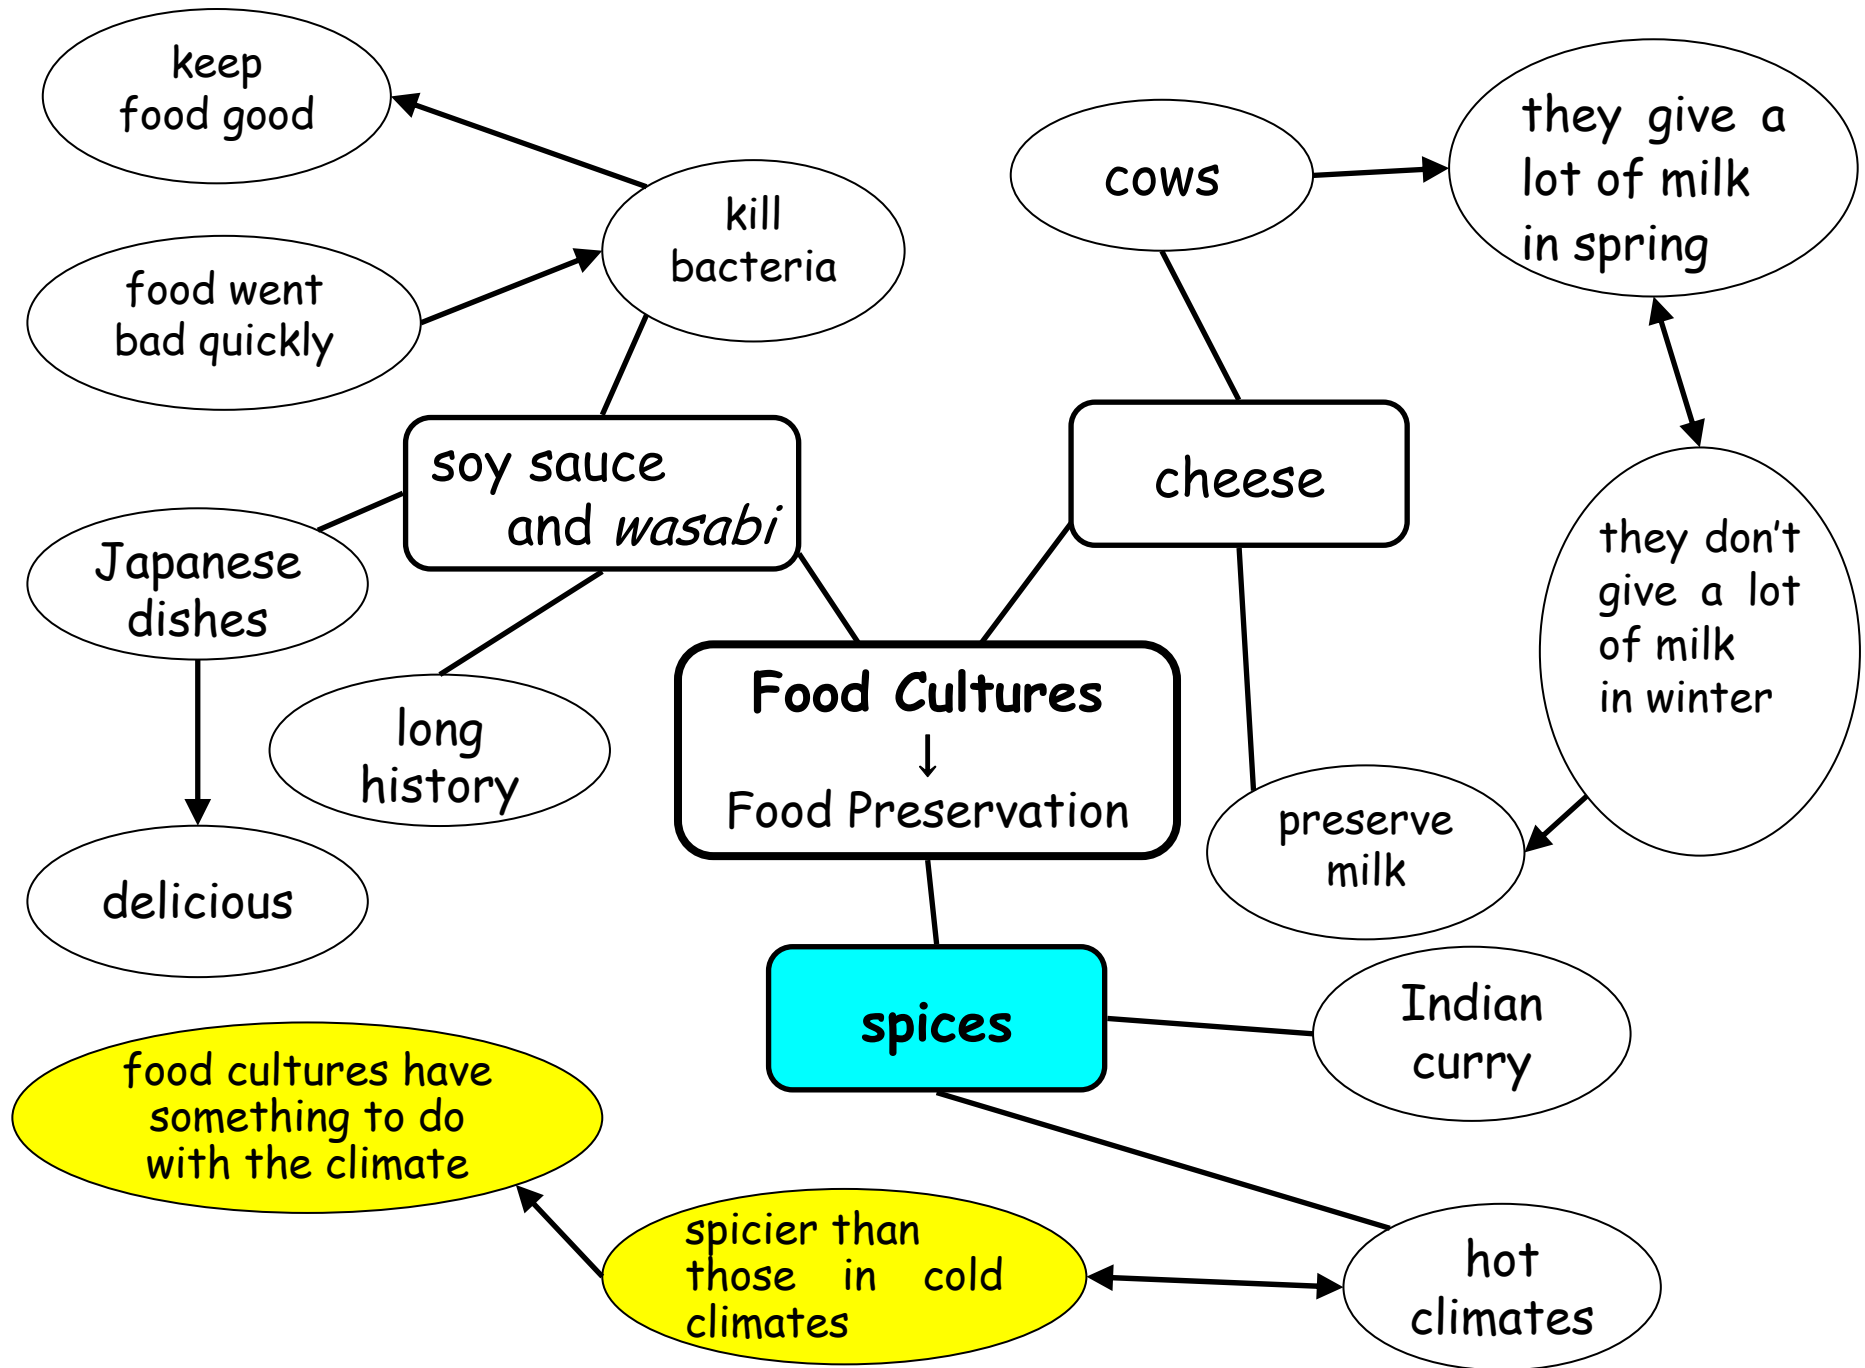 keep
food good
food went
bad quickly
kill
bacteria
cows
they give a
lot of milk
in spring
soy sauce
and wasabi
cheese
they don't
give a lot
of milk
in winter
Japanese
dishes
long
history
Food Cultures
↓
Food Preservation
preserve
milk
delicious
spices
Indian
curry
food cultures have
something to do
with the climate
spicier than
those in cold
climates
hot
climates